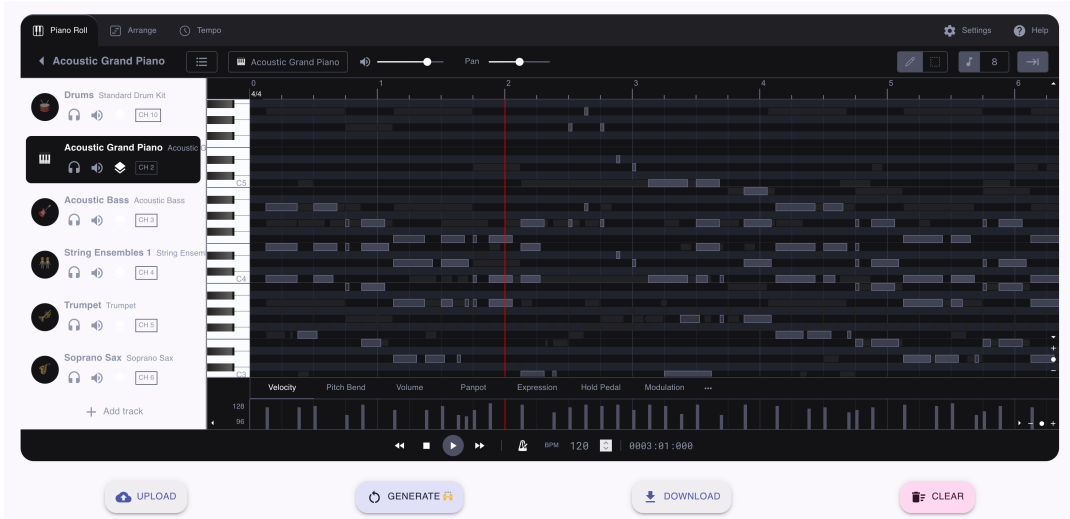 Piano Roll Arrange Tempo Settings Help
Acoustic Grand Piano Acoustic Grand Piano Pan 8
0 1 2 3 4 5 6
4/4
Drums Standard Drum Kit
CH 10
Acoustic Grand Piano Acoustic
CH 2
C5
Acoustic Bass Acoustic Bass
CH 3
String Ensembles 1 String Ensem
CH 4
C4
Trumpet Trumpet
CH 5
Soprano Sax Soprano Sax
CH 6
C3
Velocity Pitch Bend Volume Panpot Expression Hold Pedal Modulation
128
96
Add track
BPM 120 0003:01:000
UPLOAD GENERATE DOWNLOAD CLEAR